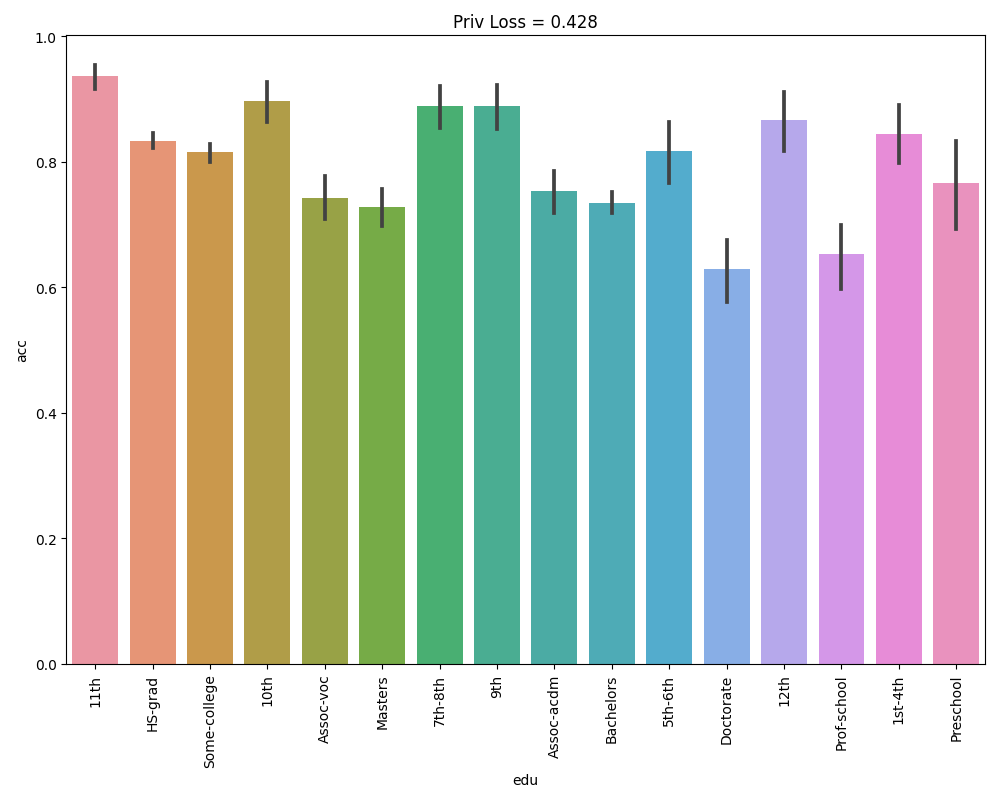 Priv Loss = 0.428
1.0
0.8
0.6
0.4
0.2
0.0
acc
11th
HS-grad
Some-college
10th
Assoc-voc
Masters
7th-8th
9th
Assoc-acdm
Bachelors
5th-6th
Doctorate
12th
Prof-school
1st-4th
Preschool
edu